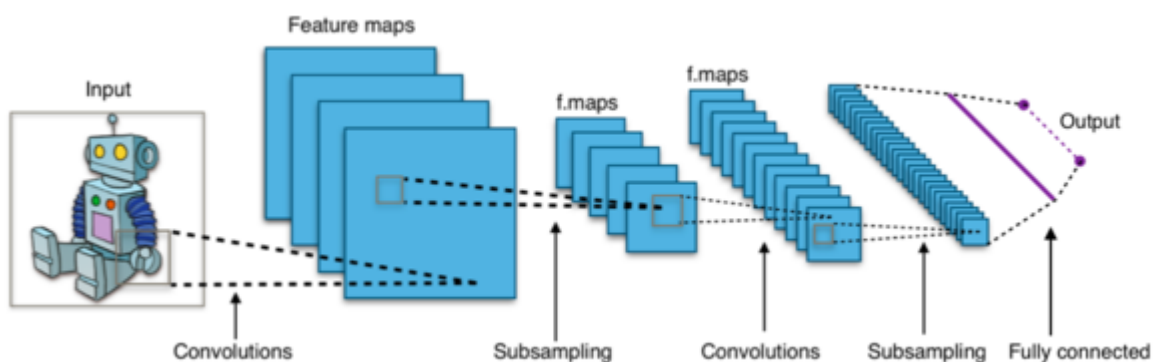 Feature maps
Input
f.maps
f.maps
Output
Convolutions
Subsampling
Convolutions
Subsampling
Fully connected